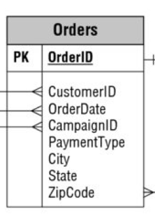 Orders
PK OrderID
CustomerID
OrderDate
CampaignID
PaymentType
City
State
ZipCode